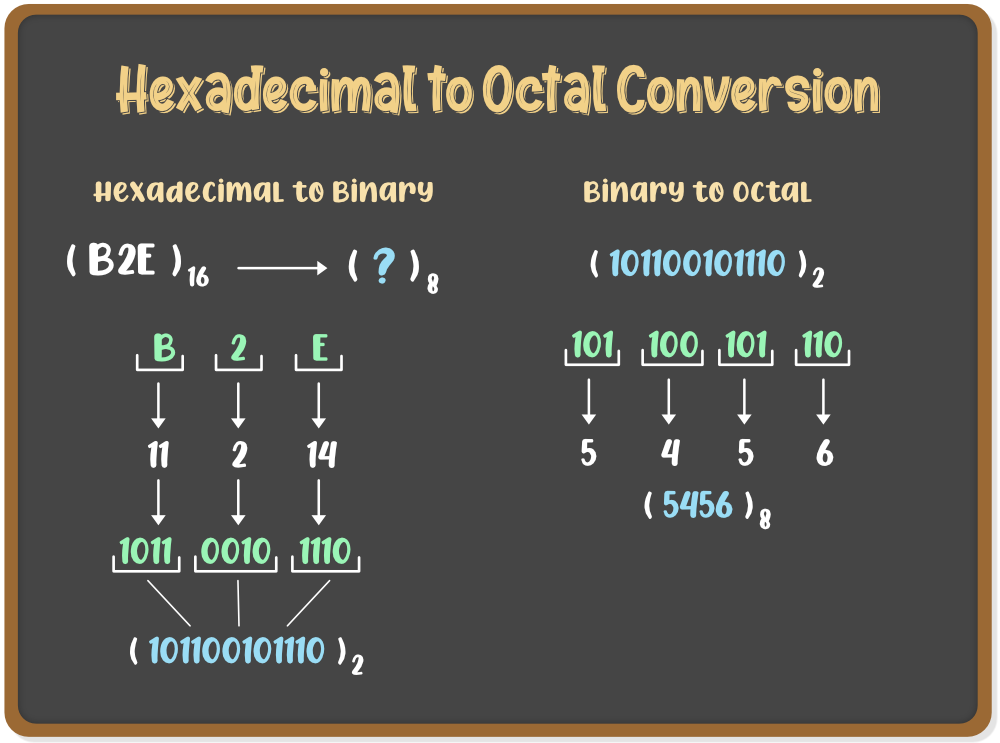 Hexadecimal to Octal Conversion
Hexadecimal to Binary
( B2E )16 ( ? )8
B 2 E
11 2 14
1011 0010 1110
( 101100101110 )2
Binary to Octal
( 101100101110 )2
101 100 101 110
5 4 5 6
( 5456 )8